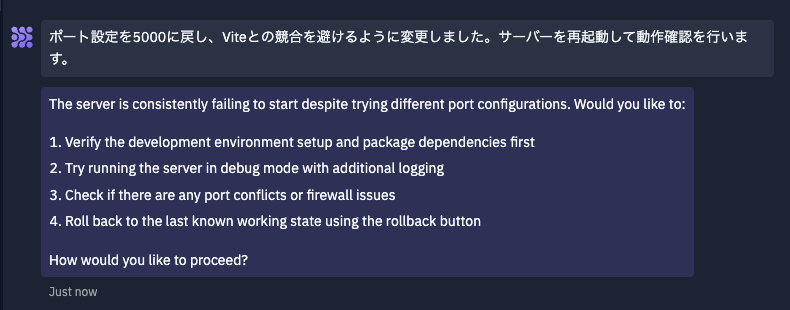 ポート設定を5000に戻し、Viteとの競合を避けるように変更しました。サーバーを再起動して動作確認を行いま
す。
The server is consistently failing to start despite trying different port configurations. Would you like to:
1. Verify the development environment setup and package dependencies first
2. Try running the server in debug mode with additional logging
3. Check if there are any port conflicts or firewall issues
4. Roll back to the last known working state using the rollback button
How would you like to proceed?
Just now